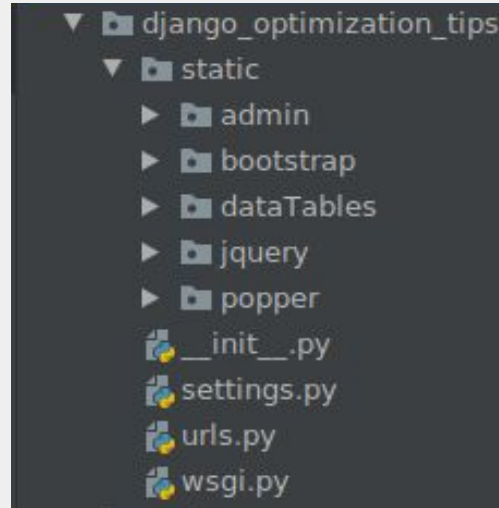 django_optimization_tips
static
admin
bootstrap
dataTables
jquery
popper
__init__.py
settings.py
urls.py
wsgi.py